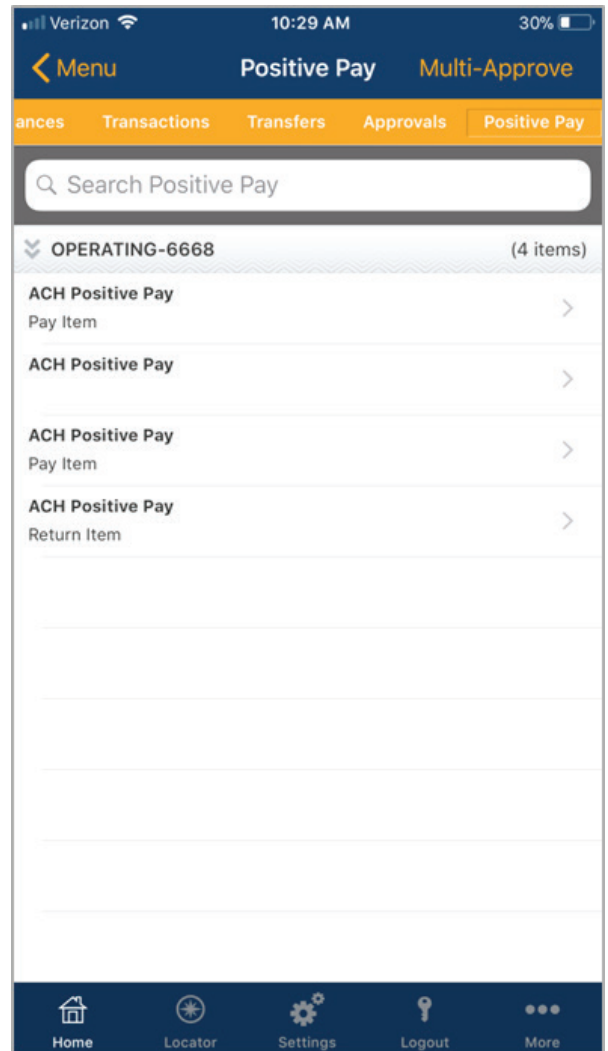 Verizon 10:29 AM 30%
Menu Positive Pay Multi-Approve
ances Transactions Transfers Approvals Positive Pay
Search Positive Pay
OPERATING-6668 (4 items)
ACH Positive Pay
Pay Item
ACH Positive Pay
ACH Positive Pay
Pay Item
ACH Positive Pay
Return Item
Home Locator Settings Logout More